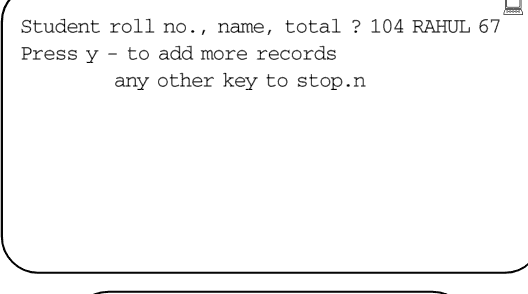 Student roll no., name, total ? 104 RAHUL 67
Press y - to add more records
any other key to stop.n